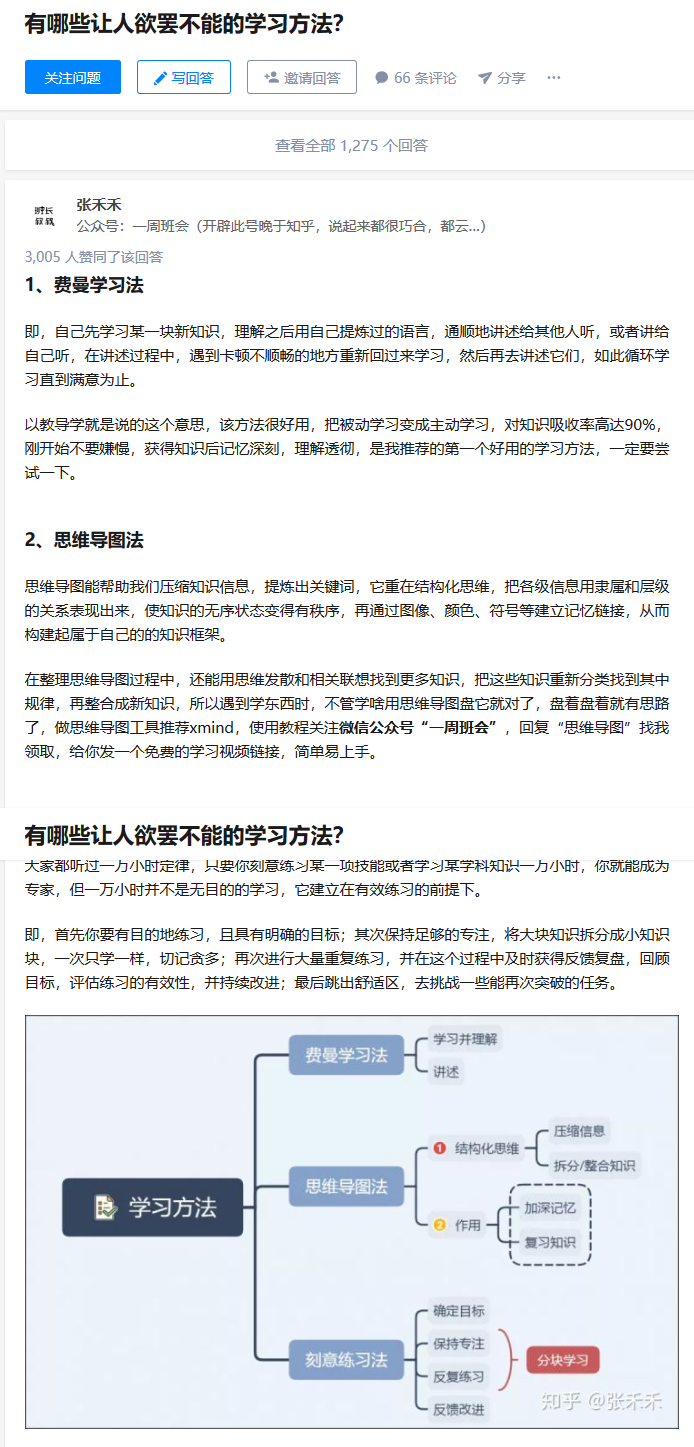 有哪些让人欲罢不能的学习方法？
关注问题
写回答
邀请回答
66 条评论
分享
查看全部 1,275 个回答
张禾禾
公众号：一周班会（开辟此号晚于知乎，说起来都很巧合，都云...）
3,005 人赞同了该回答
1、费曼学习法
即，自己先学习某一块新知识，理解之后用自己提炼过的语言，通顺地讲述给其他人听，或者讲给
自己听，在讲述过程中，遇到卡顿不顺畅的地方重新回过来学习，然后再去讲述它们，如此循环学
习直到满意为止。
以教导学就是说的这个意思，该方法很好用，把被动学习变成主动学习，对知识吸收率高达90%，
刚开始不要嫌慢，获得知识后记忆深刻，理解透彻，是我推荐的第一个好用的学习方法，一定要尝
试一下。
2、思维导图法
思维导图能帮助我们压缩知识信息，提炼出关键词，它重在结构化思维，把各级信息用隶属和层级
的关系表现出来，使知识的无序状态变得有秩序，再通过图像、颜色、符号等建立记忆链接，从而
构建起属于自己的的知识框架。
在整理思维导图过程中，还能用思维发散和相关联想找到更多知识，把这些知识重新分类找到其中
规律，再整合成新知识，所以遇到学东西时，不管学啥用思维导图盘它就对了，盘着盘着就有思路
了，做思维导图工具推荐xmind，使用教程关注微信公众号“一周班会”，回复“思维导图”找我
领取，给你发一个免费的学习视频链接，简单易上手。
有哪些让人欲罢不能的学习方法？
大家都听过一万小时定律，只要你刻意练习某一项技能或者学习某学科知识一万小时，你就能成为
专家，但一万小时并不是无目的的学习，它建立在有效练习的前提下。
即，首先你要有目的地练习，且具有明确的目标；其次保持足够的专注，将大块知识拆分成小知识
块，一次只学一样，切记贪多；再次进行大量重复练习，并在这个过程中及时获得反馈复盘，回顾
目标，评估练习的有效性，并持续改进；最后跳出舒适区，去挑战一些能再次突破的任务。
学习方法
费曼学习法
学习并理解
讲述
思维导图法
1 结构化思维
压缩信息
拆分/整合知识
2 作用
加深记忆
复习知识
刻意练习法
确定目标
保持专注
反复练习
反馈改进
分块学习
知乎 @张禾禾